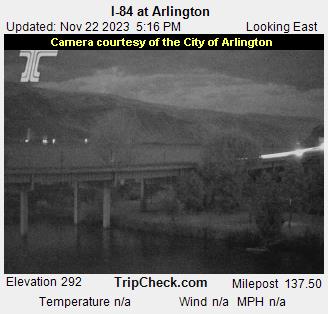 I-84 at Arlington
Updated: Nov 22 2023 5:16 PM Looking East
Camera courtesy of the City of Arlington
Elevation 292 TripCheck.com Milepost 137.50
Temperature n/a Wind n/a MPH n/a